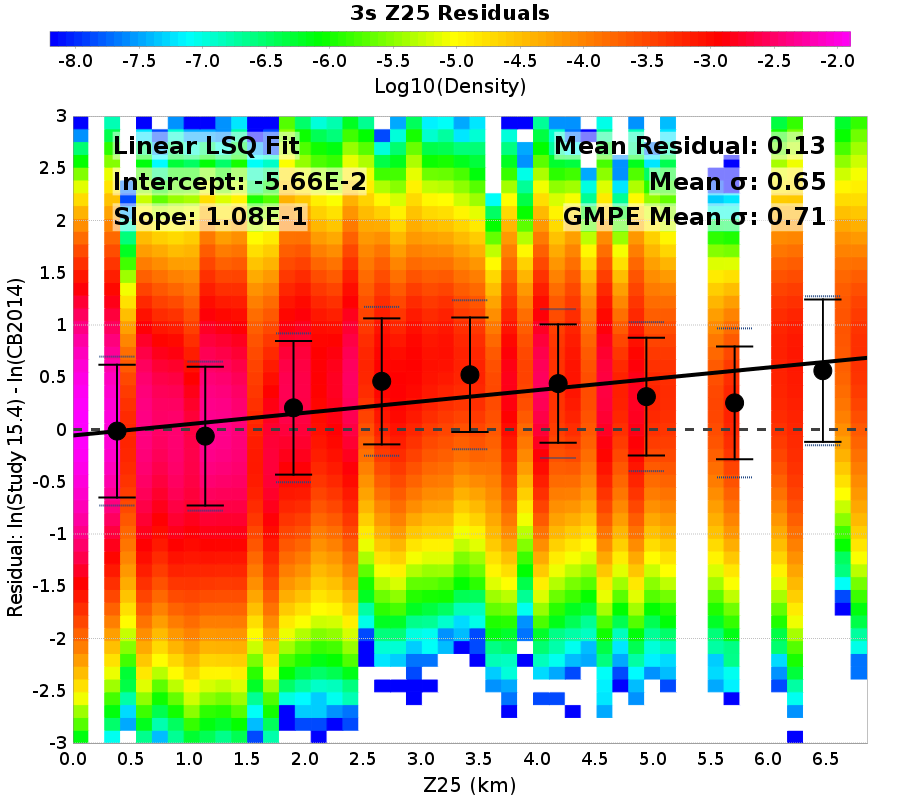 3s Z25 Residuals
-8.0 -7.5 -7.0 -6.5 -6.0 -5.5 -5.0 -4.5 -4.0 -3.5 -3.0 -2.5 -2.0
Log10(Density)
Linear LSQ Fit
Intercept: -5.66E-2
Slope: 1.08E-1
Mean Residual: 0.13
Mean σ: 0.65
GMPE Mean σ: 0.71
Residual: ln(Study 15.4) - ln(CB2014)
3
2.5
2
1.5
1
0.5
0
-0.5
-1
-1.5
-2
-2.5
-3
0.0 0.5 1.0 1.5 2.0 2.5 3.0 3.5 4.0 4.5 5.0 5.5 6.0 6.5
Z25 (km)